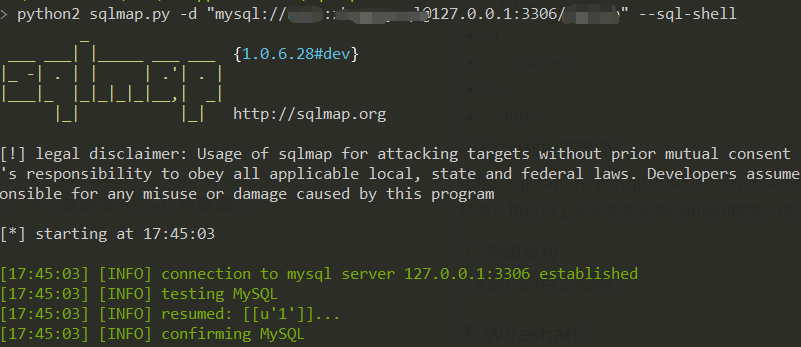 > python2 sqlmap.py -d "mysql://    @127.0.0.1:3306/    " --sql-shell
{1.0.6.28#dev}
http://sqlmap.org
[!] legal disclaimer: Usage of sqlmap for attacking targets without prior mutual consent
's responsibility to obey all applicable local, state and federal laws. Developers assume
onsible for any misuse or damage caused by this program
[*] starting at 17:45:03
[17:45:03] [INFO] connection to mysql server 127.0.0.1:3306 established
[17:45:03] [INFO] testing MySQL
[17:45:03] [INFO] resumed: [[u'1']]...
[17:45:03] [INFO] confirming MySQL
3. Wireshark